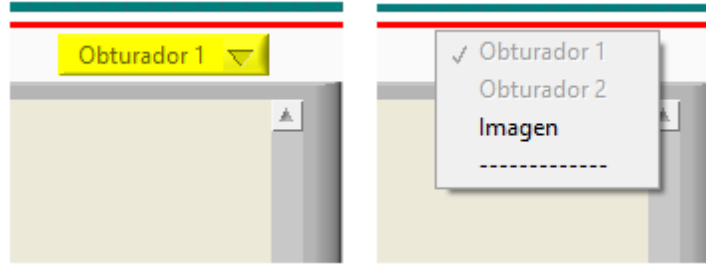 Obturador 1
Obturador 1
Obturador 2
Imagen
-------------